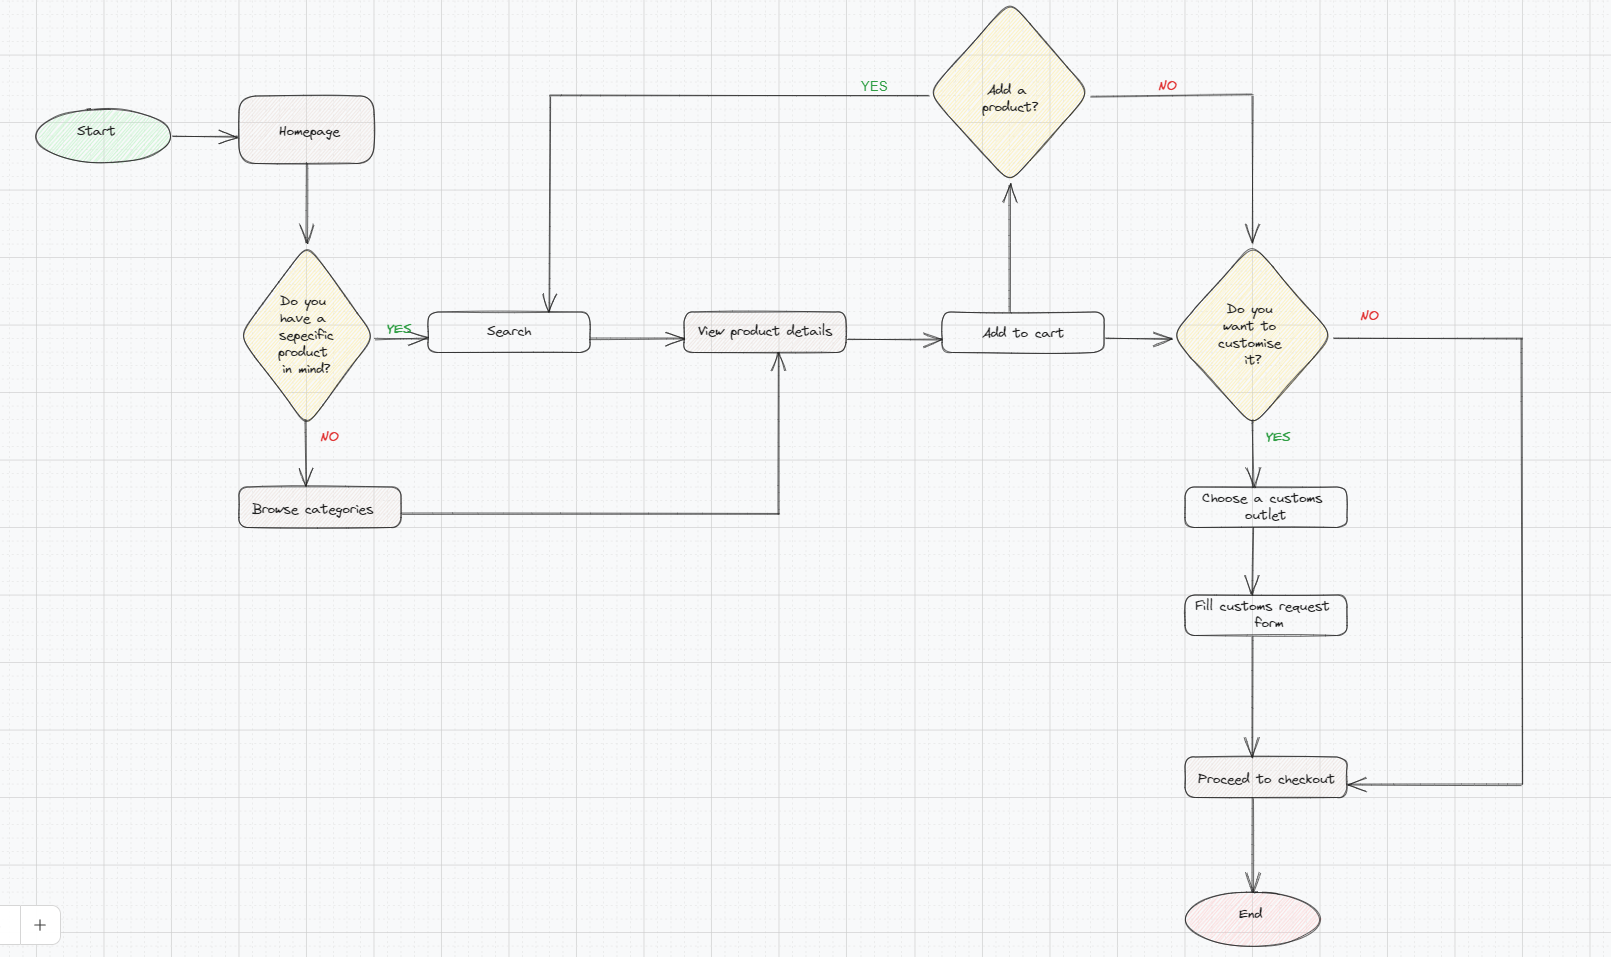 Add a
product?
YES
NO
Start
Homepage
Do you
have a
sepecific
product
in mind?
YES
Search
View product details
Add to cart
Do you
want to
customise
it?
NO
NO
YES
Browse categories
Choose a customs
outlet
Fill customs request
form
Proceed to checkout
End